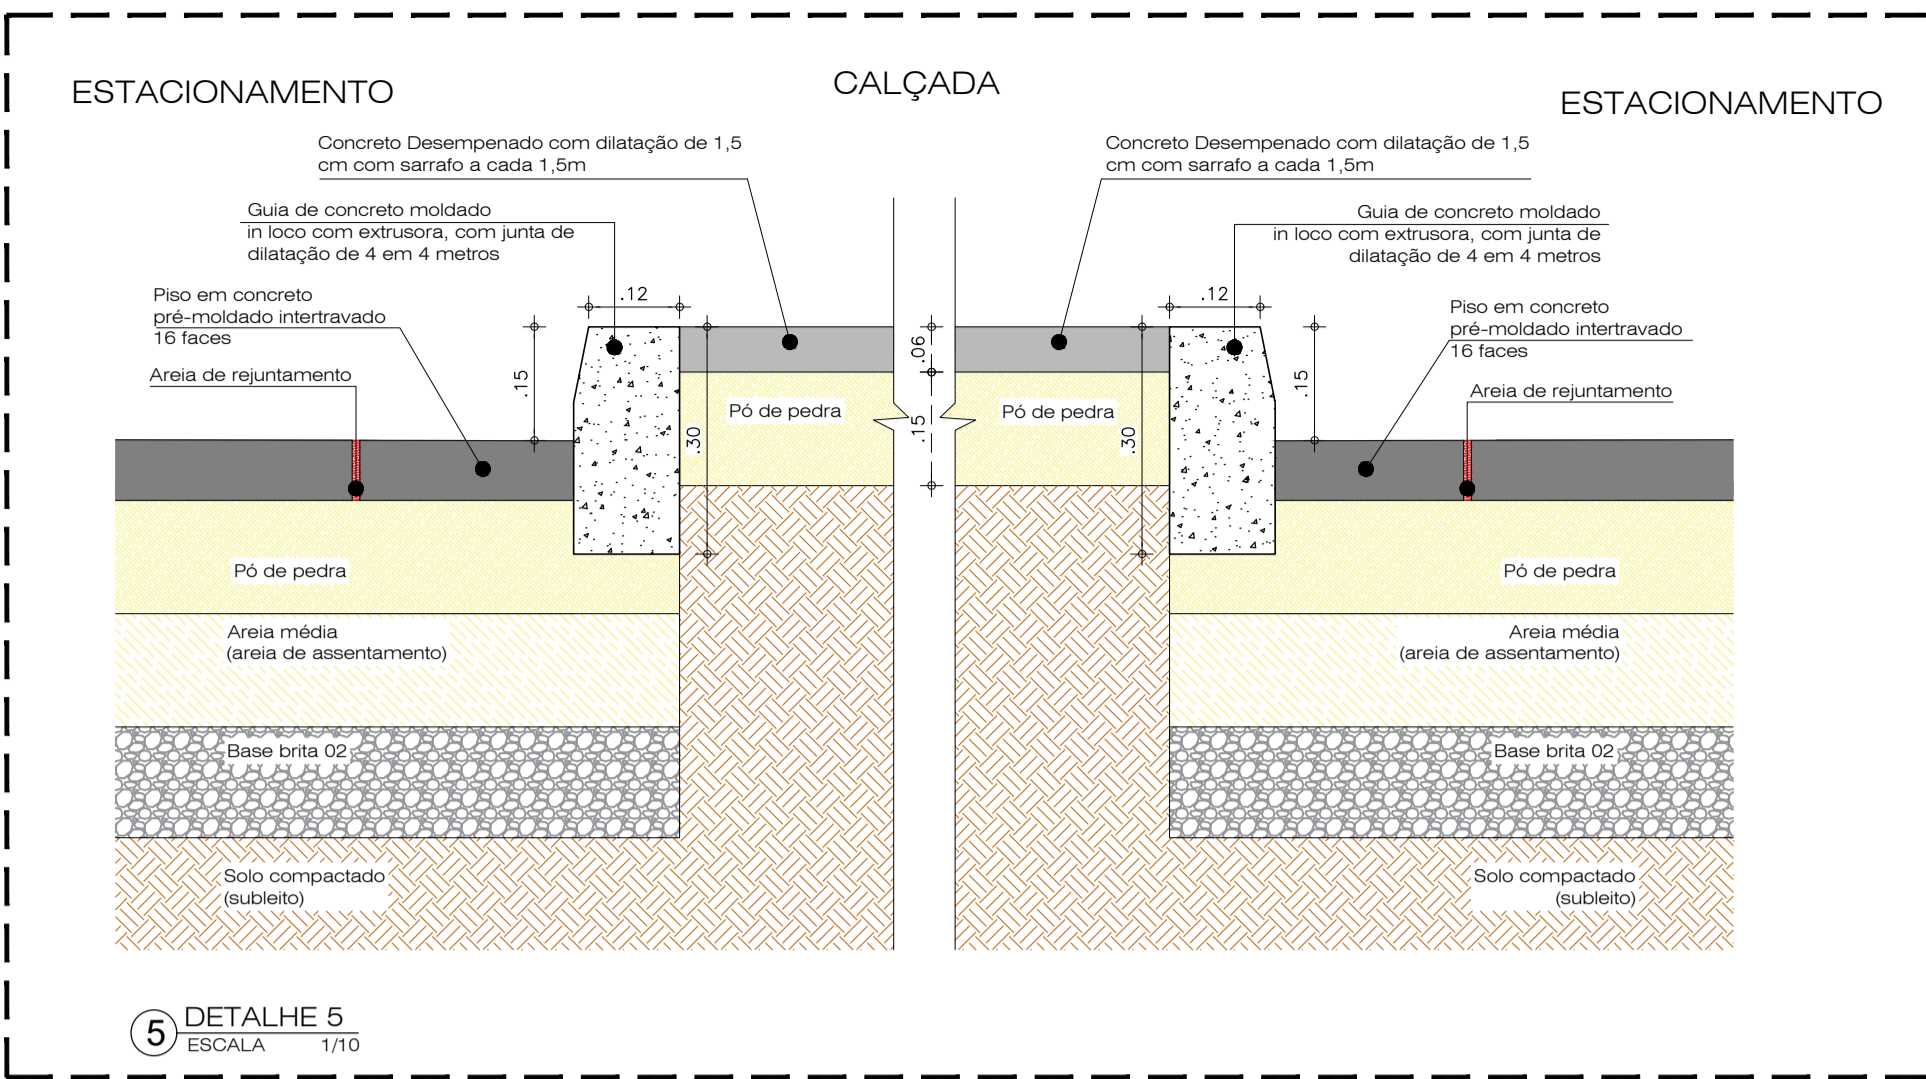 ESTACIONAMENTO
CALÇADA
ESTACIONAMENTO
Concreto Desempenado com dilatação de 1,5
cm com sarrafo a cada 1,5m
Concreto Desempenado com dilatação de 1,5
cm com sarrafo a cada 1,5m
Guia de concreto moldado
in loco com extrusora, com junta de
dilatação de 4 em 4 metros
Guia de concreto moldado
in loco com extrusora, com junta de
dilatação de 4 em 4 metros
Piso em concreto
pré-moldado intertravado
16 faces
.12
.12
Piso em concreto
pré-moldado intertravado
16 faces
Areia de rejuntamento
.15
.06
.15
Areia de rejuntamento
Pó de pedra
Pó de pedra
.30
.15
.30
Pó de pedra
Pó de pedra
Areia média
(areia de assentamento)
Areia média
(areia de assentamento)
Base brita 02
Base brita 02
Solo compactado
(subleito)
Solo compactado
(subleito)
5
DETALHE 5
ESCALA 1/10